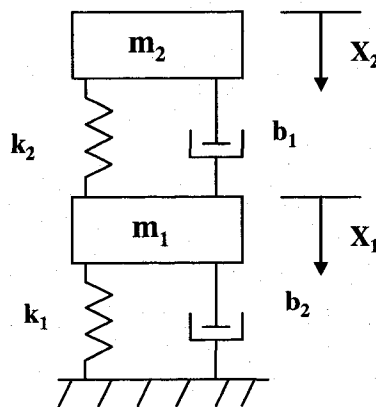 m₂
X₂
k₂
b₁
m₁
X₁
k₁
b₂